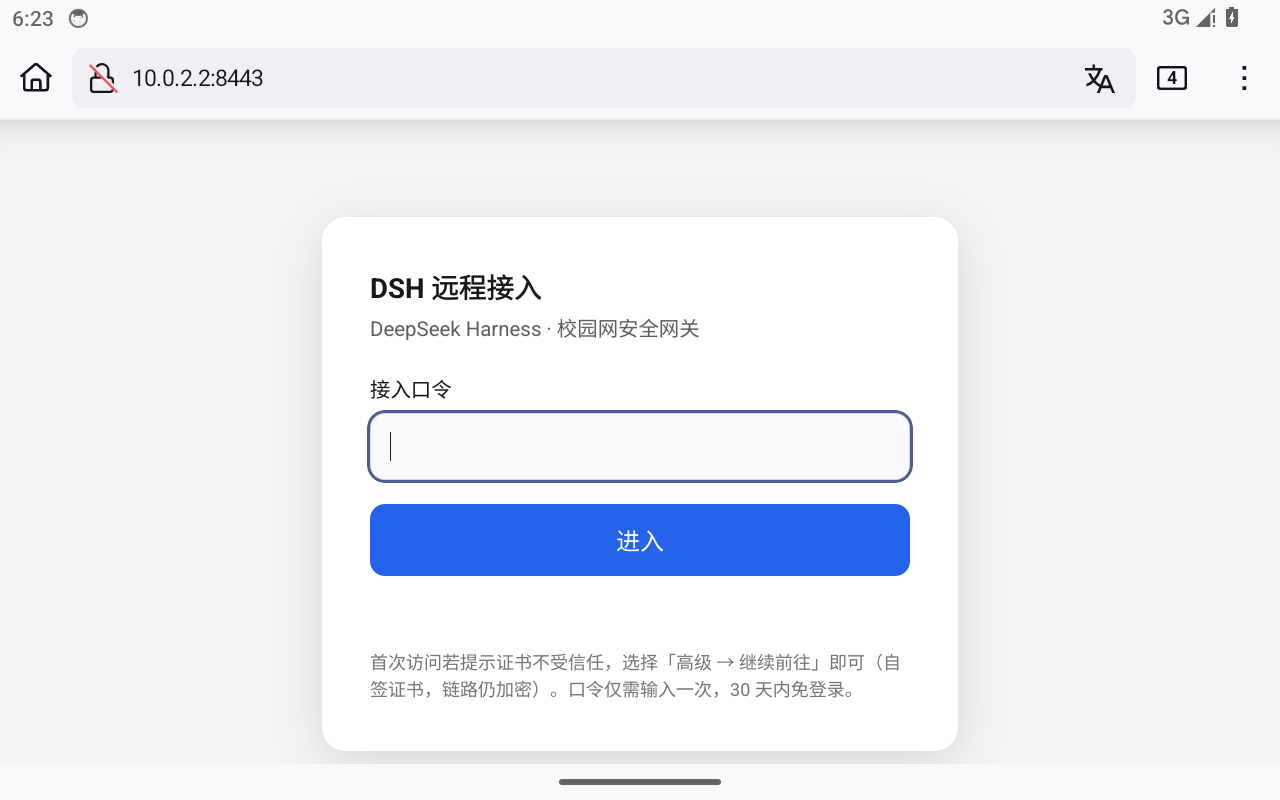 6:23
3G
10.0.2.2:8443
4
DSH 远程接入
DeepSeek Harness · 校园网安全网关
接入口令
进入
首次访问若提示证书不受信任，选择「高级 → 继续前往」即可（自
签证书，链路仍加密）。口令仅需输入一次，30 天内免登录。